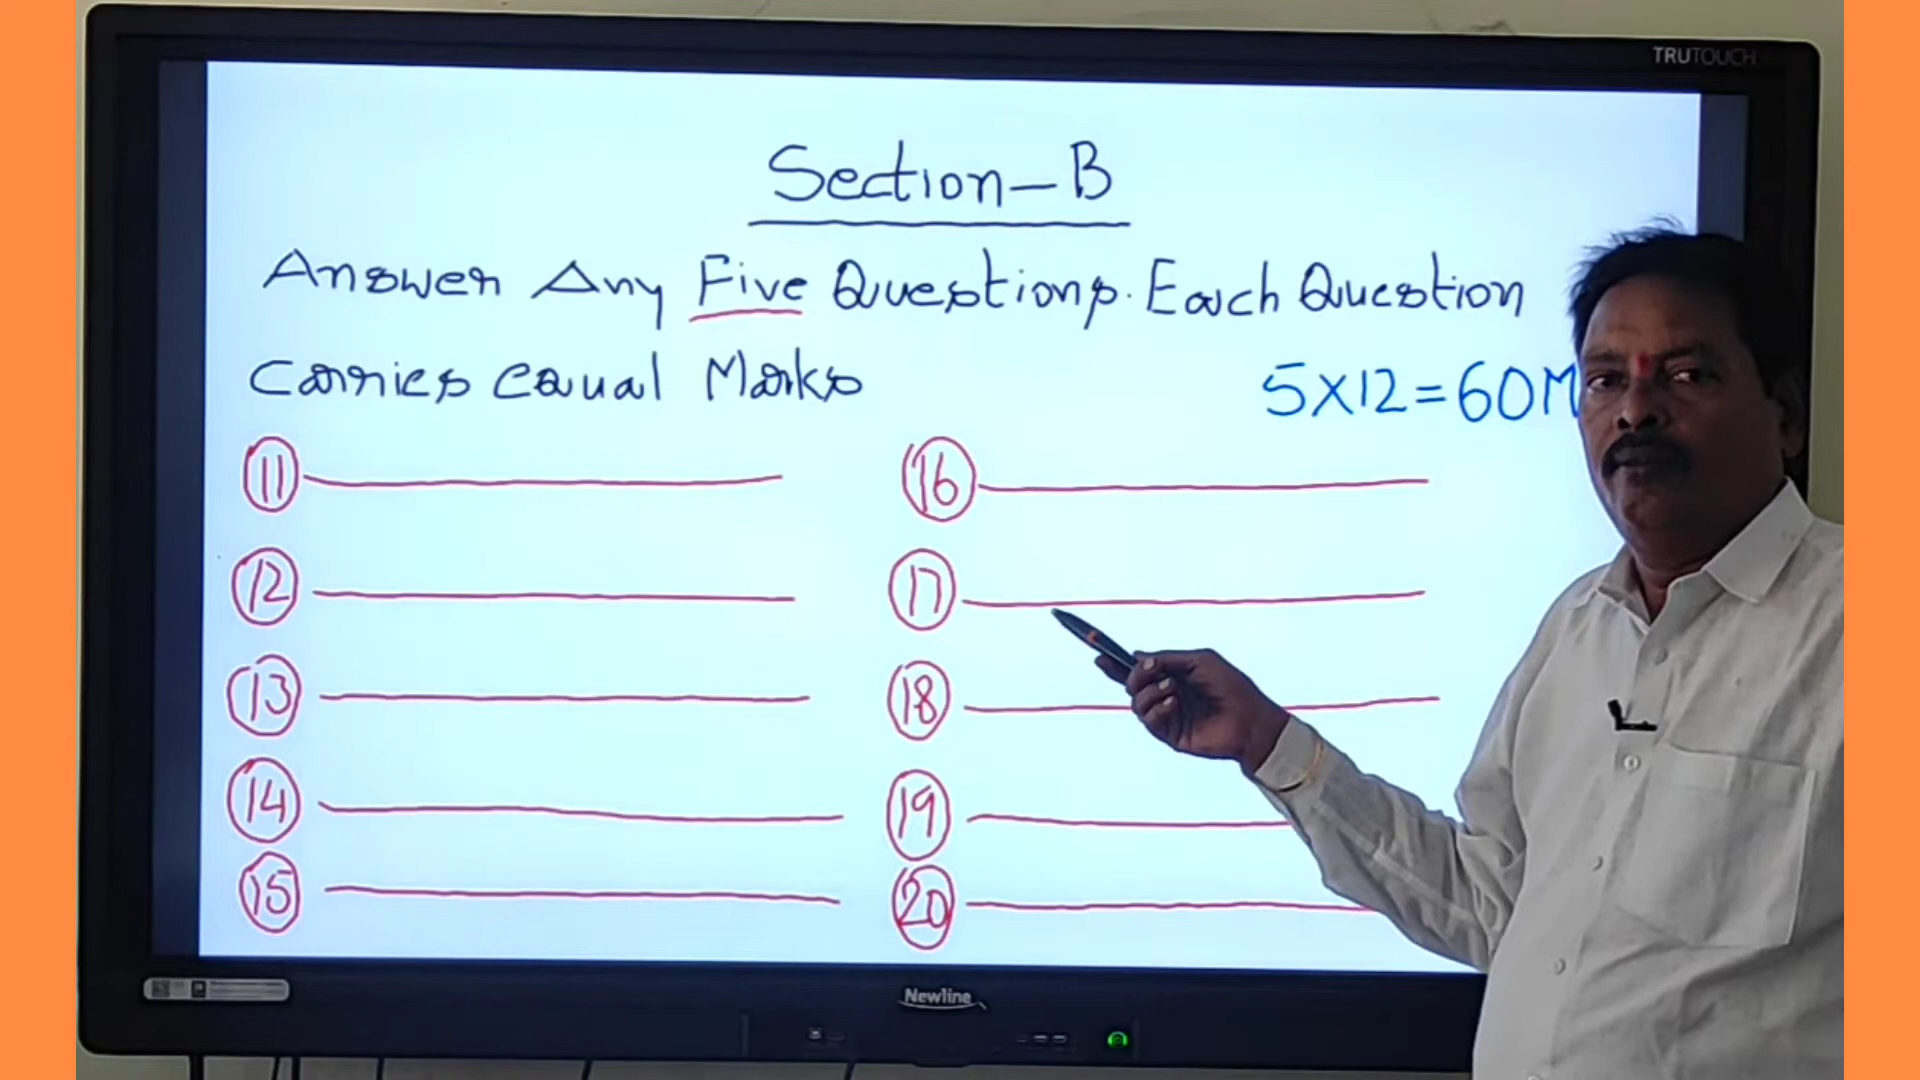 TRUTOUCH
Section-B
Answer Any Five Questions. Each Question
Carries equal Marks
5X12=60M
11
12
13
14
15
16
17
18
19
20
Newline